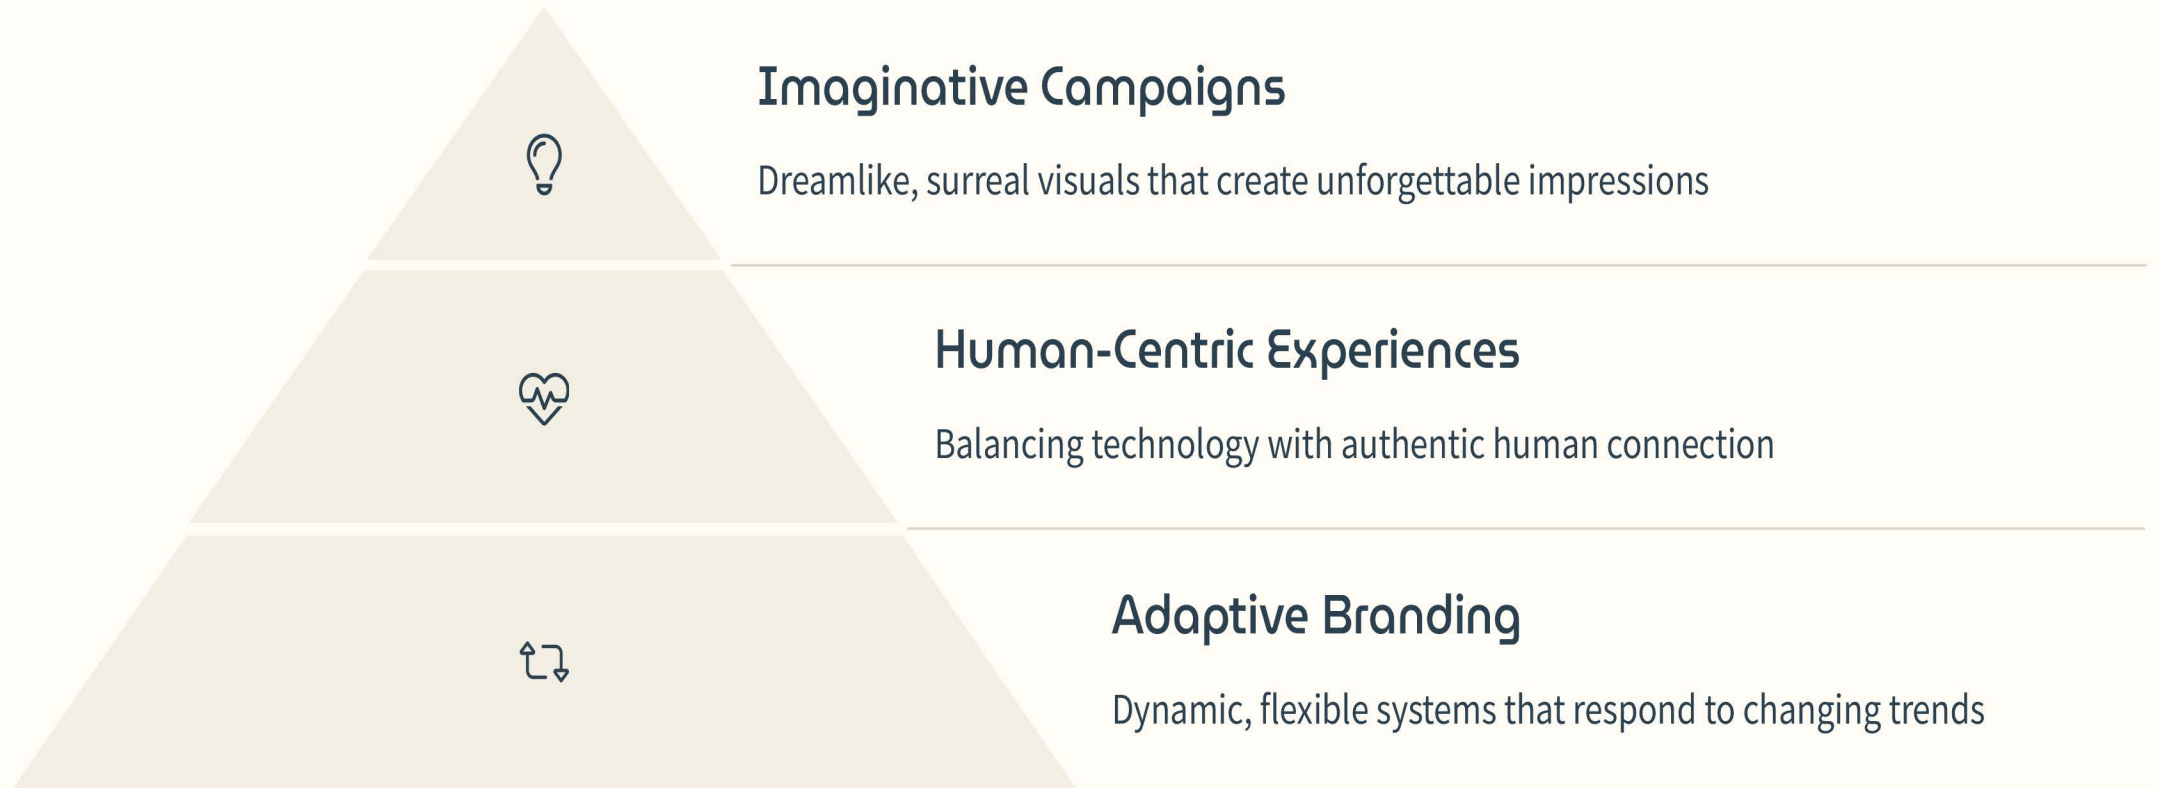 Imaginative Campaigns
Dreamlike, surreal visuals that create unforgettable impressions
Human-Centric Experiences
Balancing technology with authentic human connection
Adaptive Branding
Dynamic, flexible systems that respond to changing trends